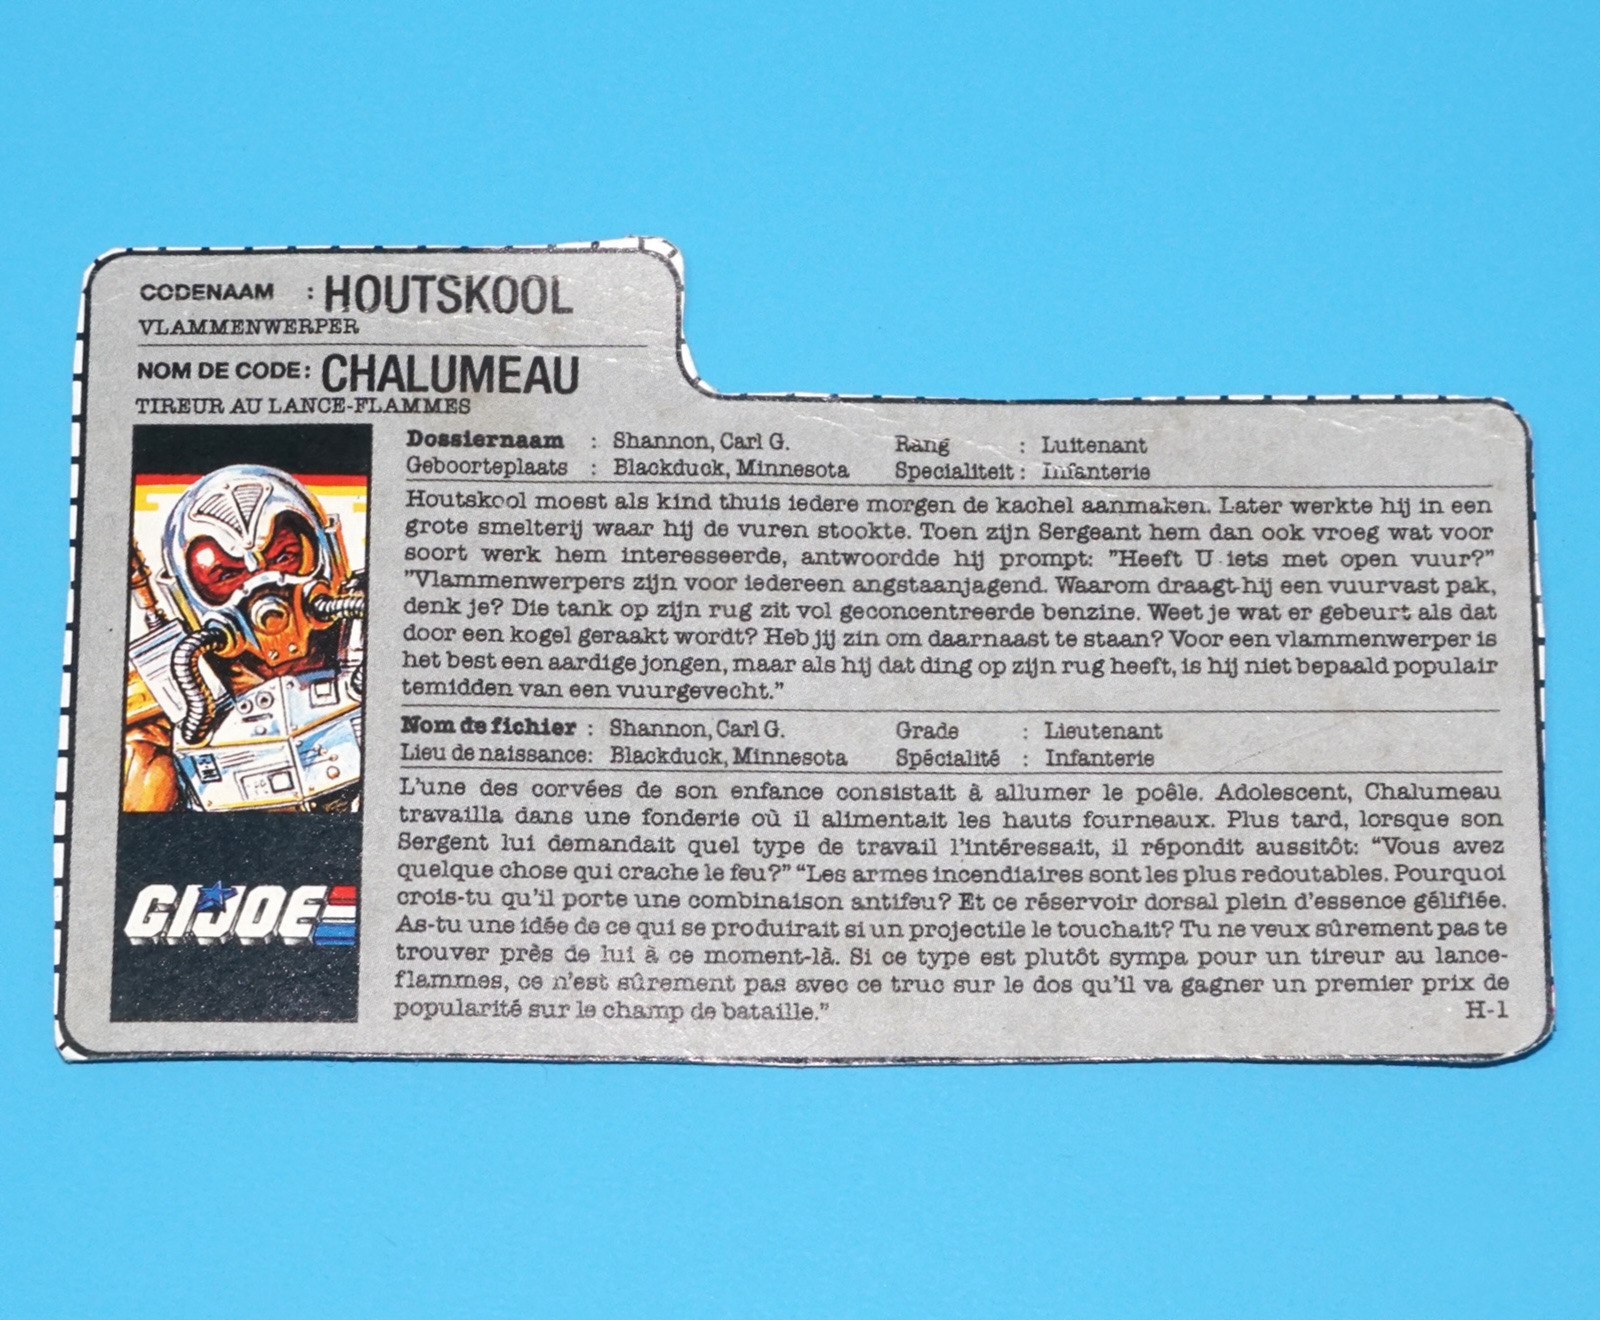 CODENAAM : HOUTSKOOL
VLAMMENWERPER
NOM DE CODE: CHALUMEAU
TIREUR AU LANCE-FLAMMES
Dossiernaam : Shannon, Carl G. Rang : Luitenant
Geboorteplaats : Blackduck, Minnesota Specialiteit : Infanterie
Houtskool moest als kind thuis iedere morgen de kachel aanmaken. Later werkte hij in een
grote smelterij waar hij de vuren stookte. Toen zijn Sergeant hem dan ook vroeg wat voor
soort werk hem interesseerde, antwoordde hij prompt: "Heeft U iets met open vuur?"
"Vlammenwerpers zijn voor iedereen angstaanjagend. Waarom draagt hij een vuurvast pak,
denk je? Die tank op zijn rug zit vol geconcentreerde benzine. Weet je wat er gebeurt als dat
door een kogel geraakt wordt? Heb jij zin om daarnaast te staan? Voor een vlammenwerper is
het best een aardige jongen, maar als hij dat ding op zijn rug heeft, is hij niet bepaald populair
temidden van een vuurgevecht."
Nom de fichier : Shannon, Carl G. Grade : Lieutenant
Lieu de naissance: Blackduck, Minnesota Spécialité : Infanterie
L'une des corvées de son enfance consistait à allumer le poêle. Adolescent, Chalumeau
travailla dans une fonderie où il alimentait les hauts fourneaux. Plus tard, lorsque son
Sergent lui demandait quel type de travail l'intéressait, il répondit aussitôt: "Vous avez
quelque chose qui crache le feu?" "Les armes incendiaires sont les plus redoutables. Pourquoi
crois-tu qu'il porte une combinaison antifeu? Et ce réservoir dorsal plein d'essence gélifiée.
As-tu une idée de ce qui se produirait si un projectile le touchait? Tu ne veux sûrement pas te
trouver près de lui à ce moment-là. Si ce type est plutôt sympa pour un tireur au lance-
flammes, ce n'est sûrement pas avec ce truc sur le dos qu'il va gagner un premier prix de
popularité sur le champ de bataille."
H-1
GI JOE